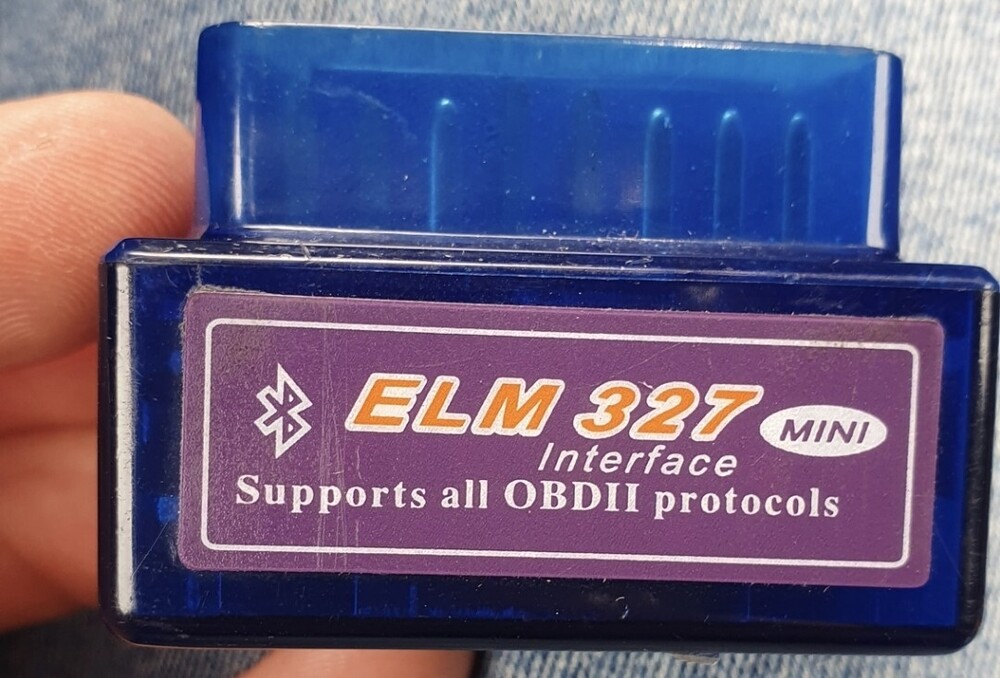 ELM 327 MINI
Interface
Supports all OBDII protocols